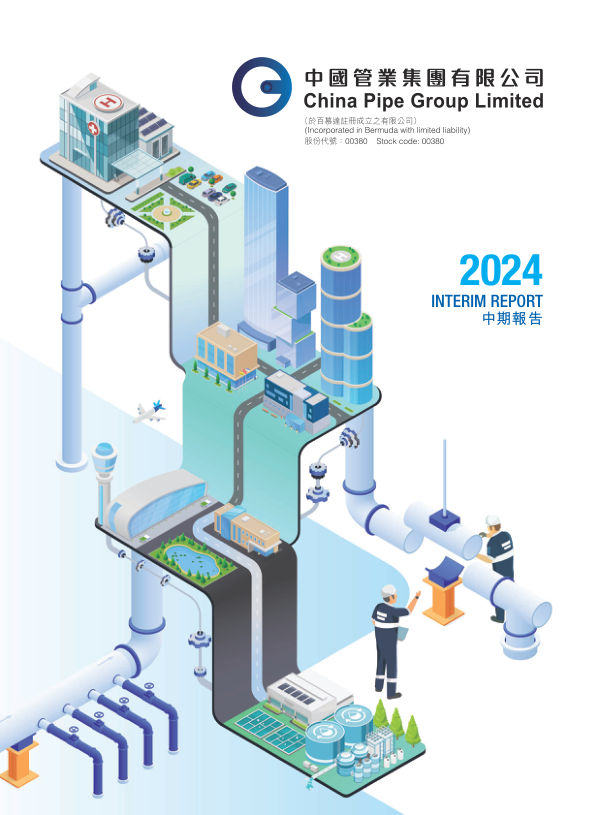 中國管業集團有限公司
China Pipe Group Limited
（於百慕達註冊成立之有限公司）
(Incorporated in Bermuda with limited liability)
股份代號：00380 Stock code: 00380
H
H
2024
INTERIM REPORT
中期報告